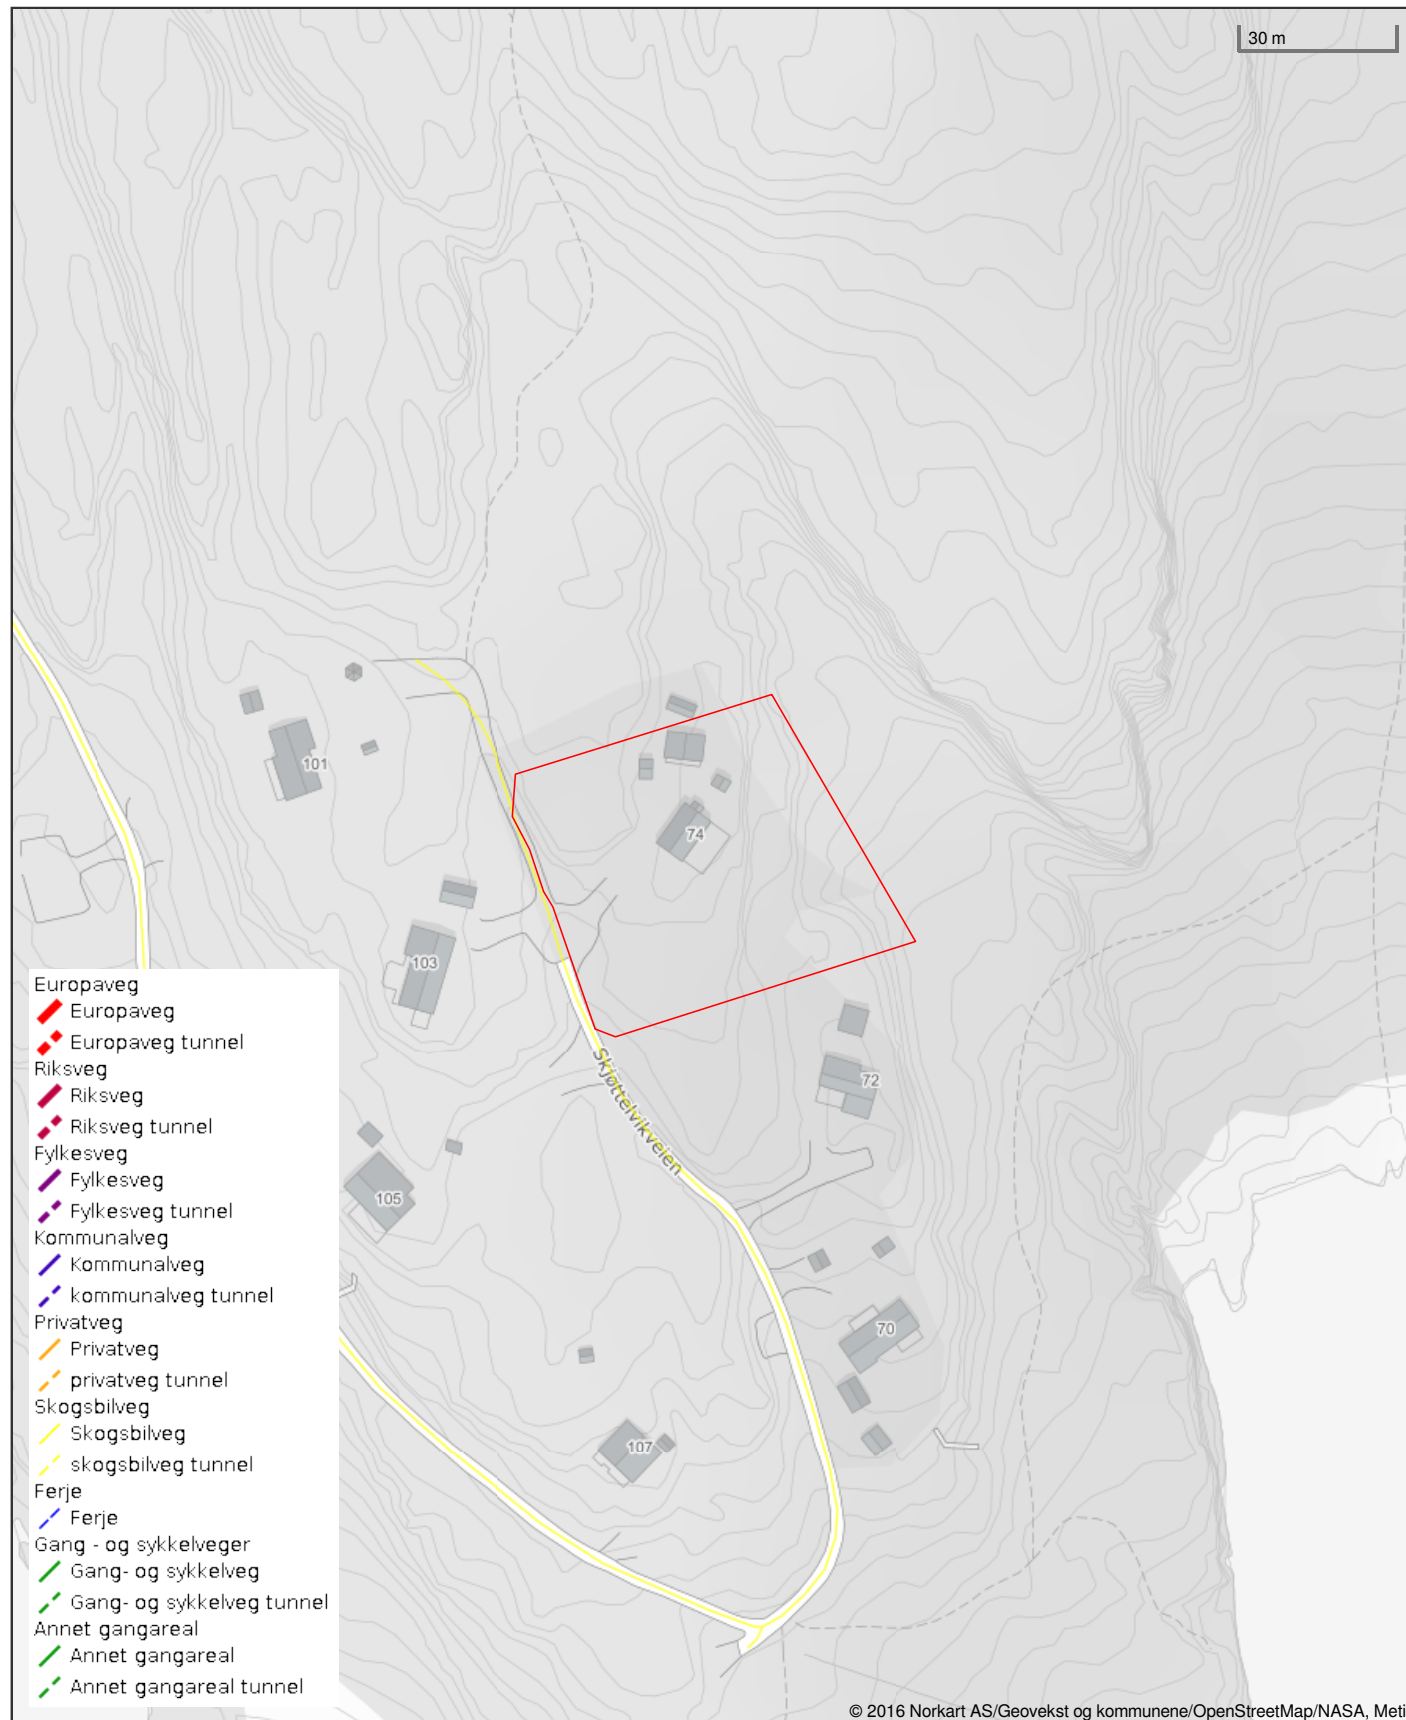 30 m
101
74
103
72
Skjøttelvikveien
105
70
107
Europaveg
Europaveg
Europaveg tunnel
Riksveg
Riksveg
Riksveg tunnel
Fylkesveg
Fylkesveg
Fylkesveg tunnel
Kommunalveg
Kommunalveg
kommunalveg tunnel
Privatveg
Privatveg
privatveg tunnel
Skogsbilveg
Skogsbilveg
skogsbilveg tunnel
Ferje
Ferje
Gang - og sykkelveger
Gang- og sykkelveg
Gang- og sykkelveg tunnel
Annet gangareal
Annet gangareal
Annet gangareal tunnel
© 2016 Norkart AS/Geovekst og kommunene/OpenStreetMap/NASA, Meti